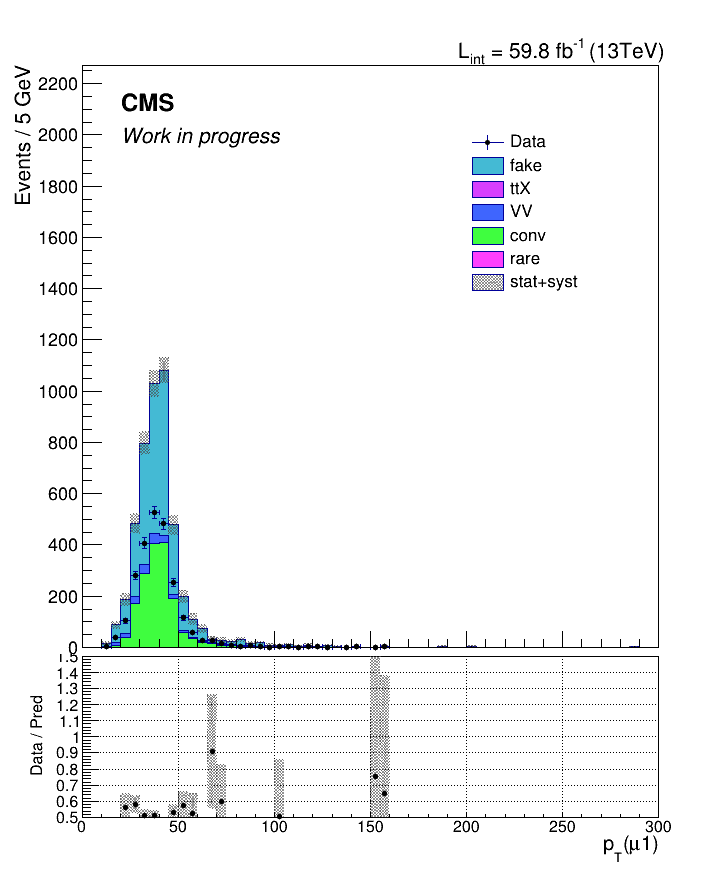 L_int = 59.8 fb^-1 (13TeV)
Events / 5 GeV
CMS
Work in progress
Data
fake
ttX
VV
conv
rare
stat+syst
2200
2000
1800
1600
1400
1200
1000
800
600
400
200
0
Data / Pred
1.5
1.4
1.3
1.2
1.1
1
0.9
0.8
0.7
0.6
0.5
0 50 100 150 200 250 300
p_T(μ1)